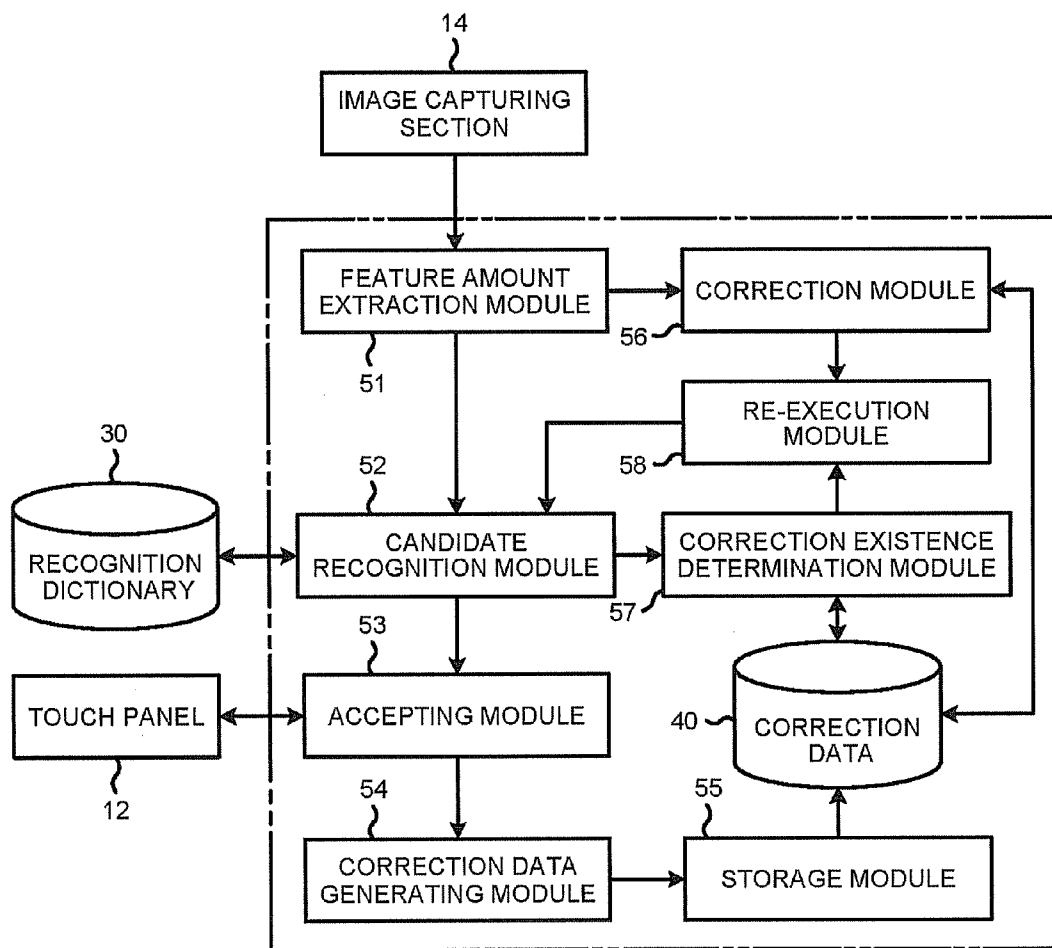 14
IMAGE CAPTURING
SECTION
FEATURE AMOUNT
EXTRACTION MODULE
51
CORRECTION MODULE
56
RE-EXECUTION
MODULE
58
30
RECOGNITION
DICTIONARY
52
CANDIDATE
RECOGNITION MODULE
CORRECTION EXISTENCE
DETERMINATION MODULE
57
53
TOUCH PANEL
12
ACCEPTING MODULE
40
CORRECTION
DATA
54
CORRECTION DATA
GENERATING MODULE
55
STORAGE MODULE